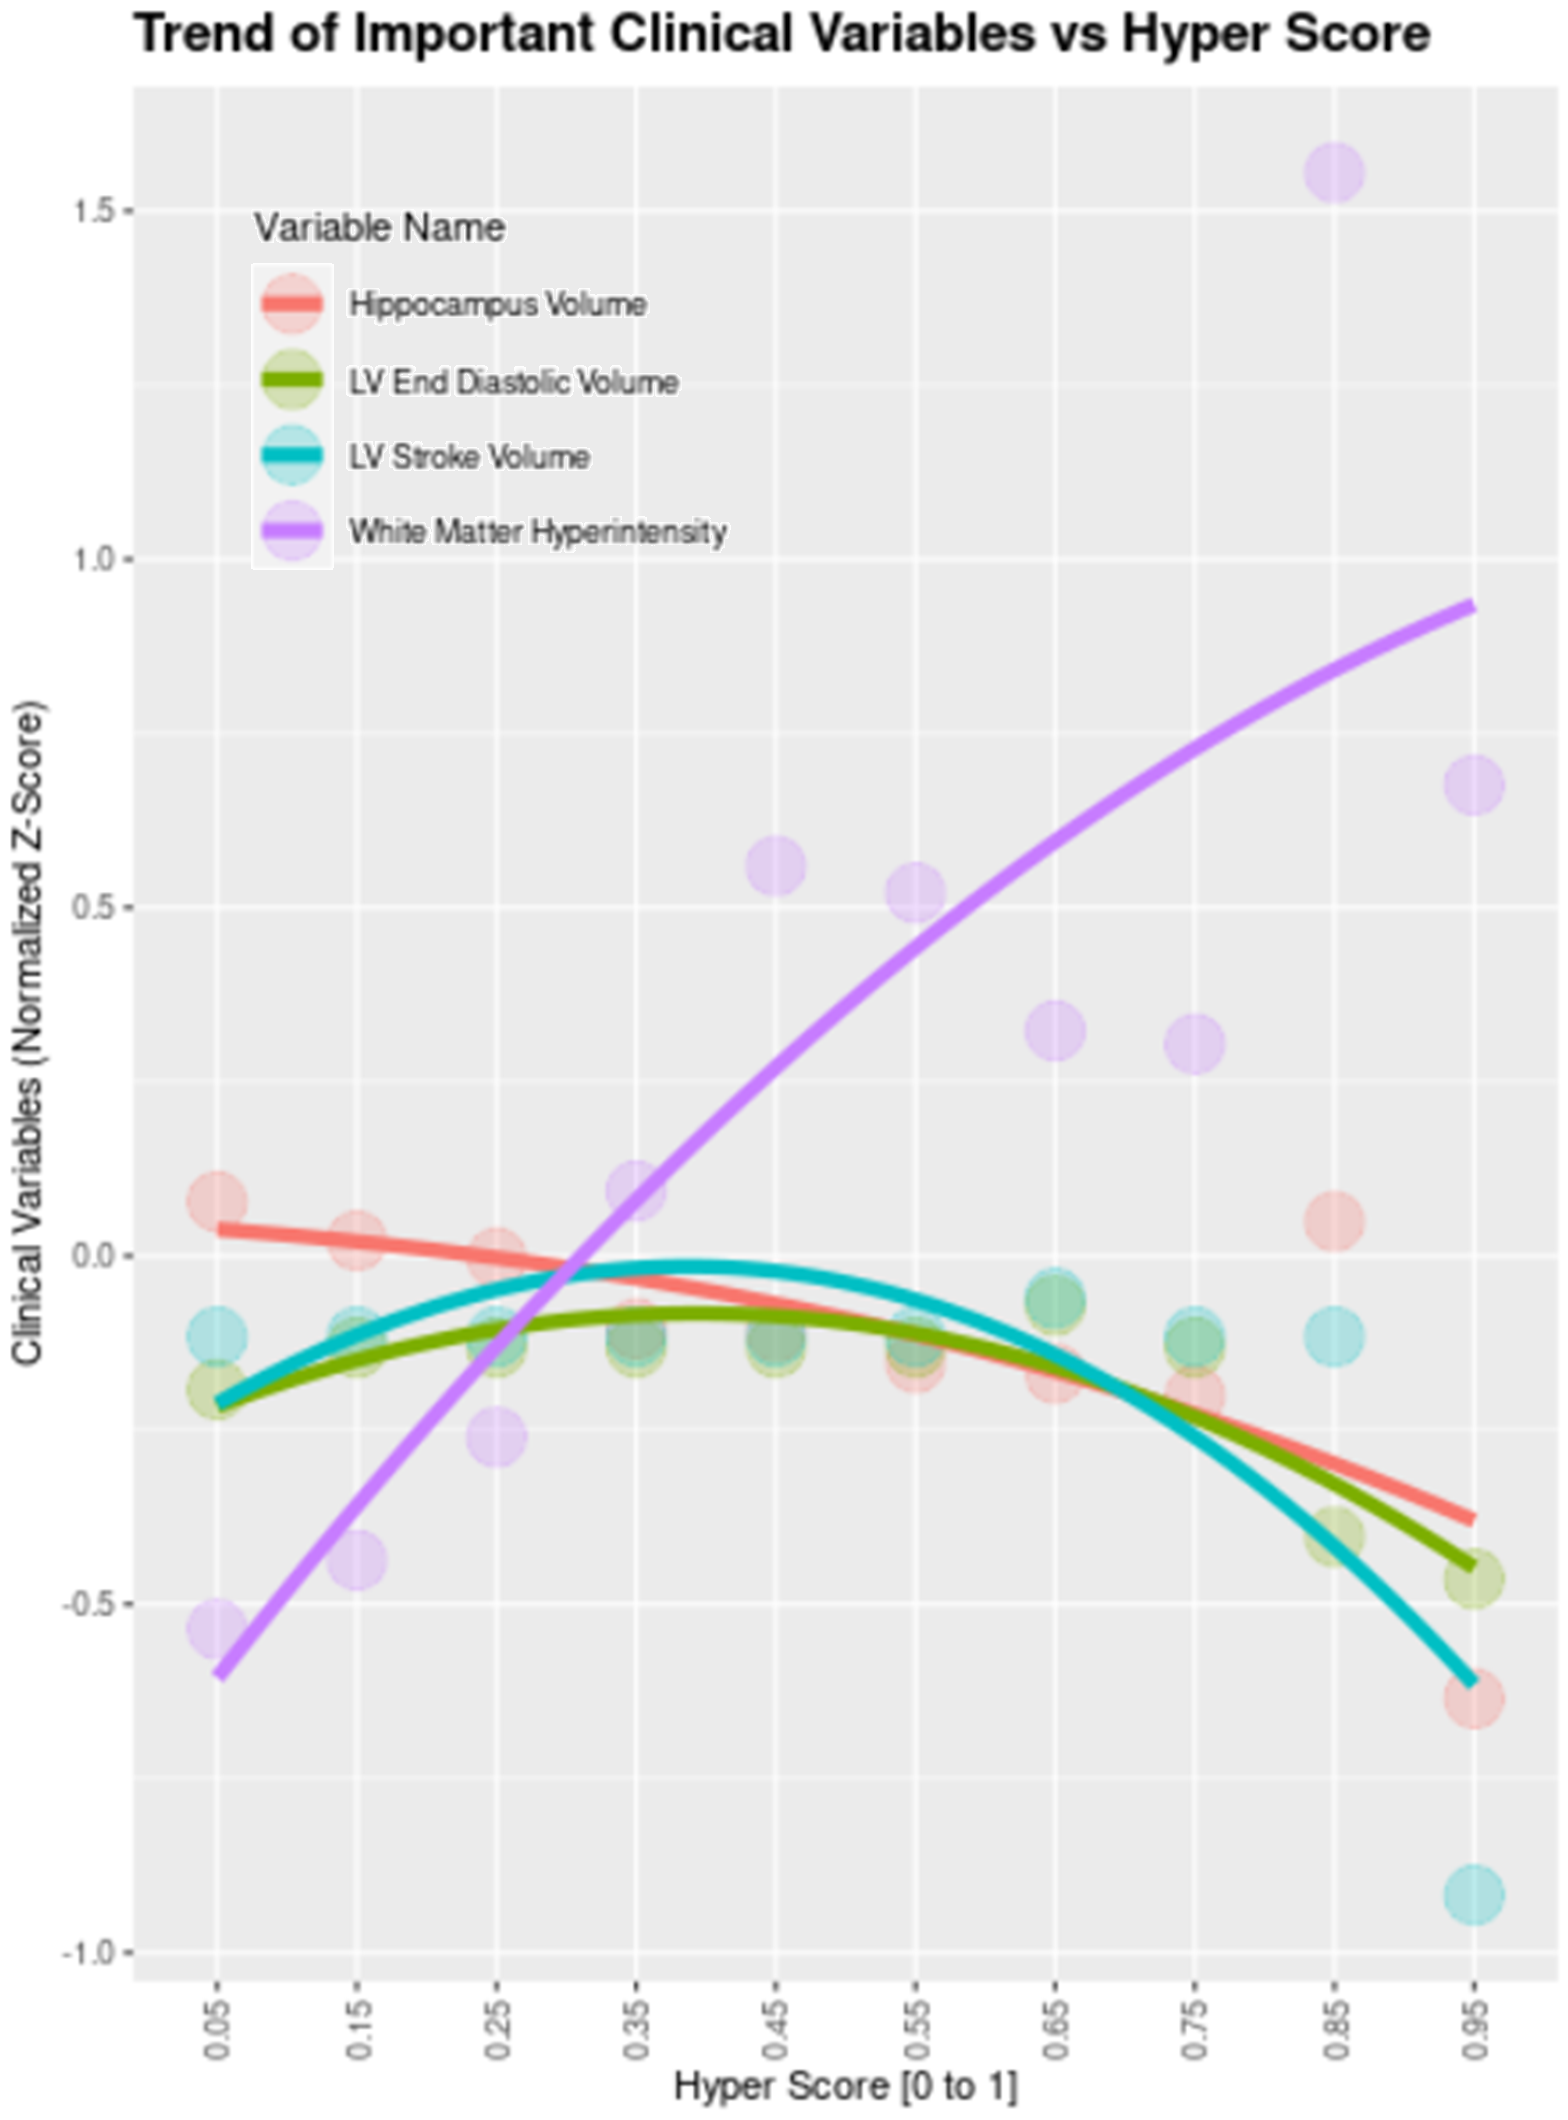 Trend of Important Clinical Variables vs Hyper Score
Clinical Variables (Normalized Z-Score)
1.5
1.0
0.5
0.0
-0.5
-1.0
Variable Name
Hippocampus Volume
LV End Diastolic Volume
LV Stroke Volume
White Matter Hyperintensity
0.05 0.15 0.25 0.35 0.45 0.55 0.65 0.75 0.85 0.95
Hyper Score [0 to 1]